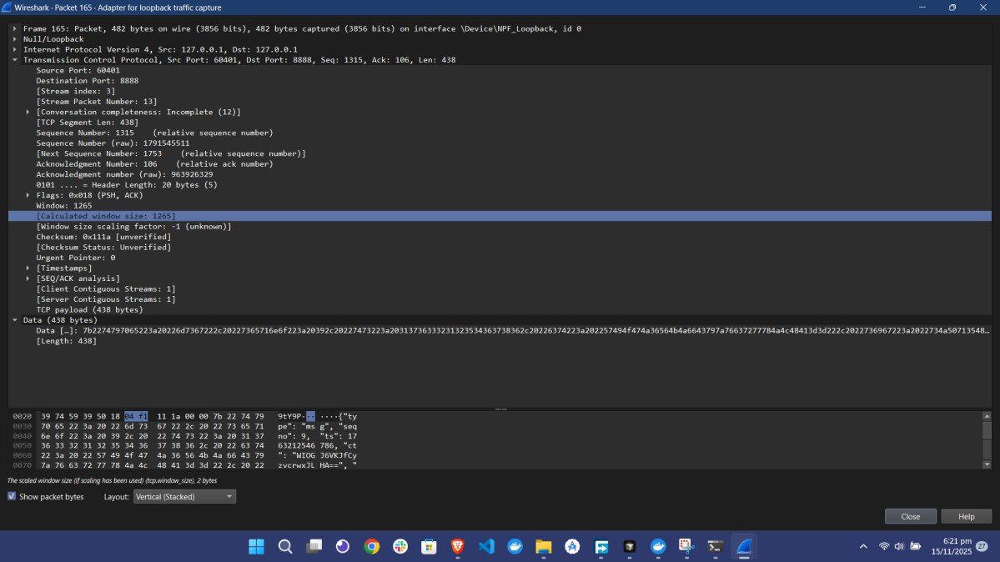 Wireshark · Packet 165 · Adapter for loopback traffic capture
Frame 165: Packet, 482 bytes on wire (3856 bits), 482 bytes captured (3856 bits) on interface \Device\NPF_Loopback, id 0
Null/Loopback
Internet Protocol Version 4, Src: 127.0.0.1, Dst: 127.0.0.1
Transmission Control Protocol, Src Port: 60401, Dst Port: 8888, Seq: 1315, Ack: 106, Len: 438
Source Port: 60401
Destination Port: 8888
[Stream index: 3]
[Stream Packet Number: 13]
[Conversation completeness: Incomplete (12)]
[TCP Segment Len: 438]
Sequence Number: 1315    (relative sequence number)
Sequence Number (raw): 1791545511
[Next Sequence Number: 1753    (relative sequence number)]
Acknowledgment Number: 106    (relative ack number)
Acknowledgment number (raw): 963926329
0101 .... = Header Length: 20 bytes (5)
Flags: 0x018 (PSH, ACK)
Window: 1265
[Calculated window size: 1265]
[Window size scaling factor: -1 (unknown)]
Checksum: 0x111a [unverified]
[Checksum Status: Unverified]
Urgent Pointer: 0
[Timestamps]
[SEQ/ACK analysis]
[Client Contiguous Streams: 1]
[Server Contiguous Streams: 1]
TCP payload (438 bytes)
Data (438 bytes)
Data […]: 7b2274797065223a20226d7367222c20227365716e6f223a20392c20227473223a20313736333231323534363738362c20226374223a202257494f474a36564b4a6643797a76637277784a4c48413d3d222c2022736967223a2022734a50713548…
[Length: 438]
0020 39 74 59 39 50 18 04 f1 11 1a 00 00 7b 22 74 79 9tY9P··· ····{"ty
0030 70 65 22 3a 20 22 6d 73 67 22 2c 20 22 73 65 71 pe": "ms g", "seq
0040 6e 6f 22 3a 20 39 2c 20 22 74 73 22 3a 20 31 37 no": 9, "ts": 17
0050 36 33 32 31 32 35 34 36 37 38 36 2c 20 22 63 74 63212546 786, "ct
0060 22 3a 20 22 57 49 4f 47 4a 36 56 4b 4a 66 43 79 ": "WIOG J6VKJfCy
0070 7a 76 63 72 77 78 4a 4c 48 41 3d 3d 22 2c 20 22 zvcrwxJL HA==", "
The scaled window size (if scaling has been used) (tcp.window_size), 2 bytes
Show packet bytes Layout: Vertical (Stacked)
Close Help
6:21 pm
15/11/2025
27